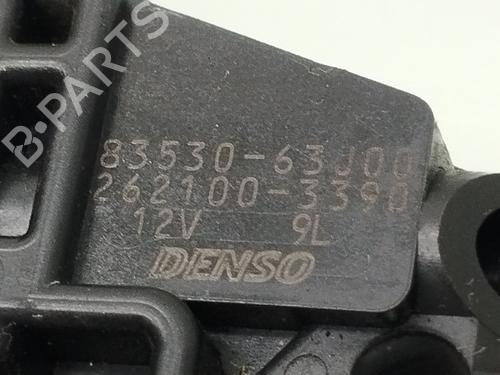 B-PARTS
83530-63J00
262100-3390
12V 9L
DENSO